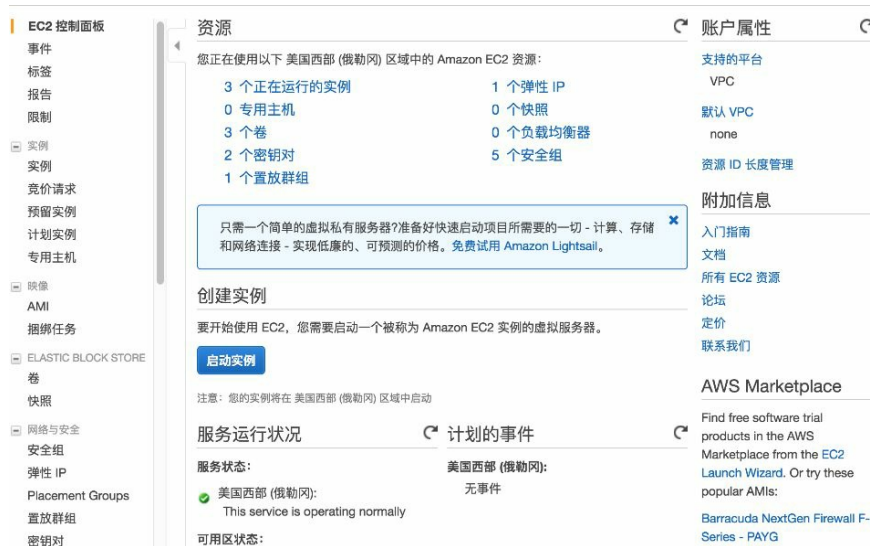 EC2 控制面板
事件
标签
报告
限制
实例
实例
竞价请求
预留实例
计划实例
专用主机
映像
AMI
捆绑任务
ELASTIC BLOCK STORE
卷
快照
网络与安全
安全组
弹性 IP
Placement Groups
置放群组
密钥对
资源
您正在使用以下 美国西部 (俄勒冈) 区域中的 Amazon EC2 资源:
3 个正在运行的实例
1 个弹性 IP
0 专用主机
0 个快照
3 个卷
0 个负载均衡器
2 个密钥对
5 个安全组
1 个置放群组
只需一个简单的虚拟私有服务器?准备好快速启动项目所需要的一切 - 计算、存储
和网络连接 - 实现低廉的、可预测的价格。免费试用 Amazon Lightsail。
创建实例
要开始使用 EC2，您需要启动一个被称为 Amazon EC2 实例的虚拟服务器。
启动实例
注意： 您的实例将在 美国西部 (俄勒冈) 区域中启动
服务运行状况
服务状态：
美国西部 (俄勒冈):
This service is operating normally
可用区状态：
计划的事件
美国西部 (俄勒冈):
无事件
账户属性
支持的平台
VPC
默认 VPC
none
资源 ID 长度管理
附加信息
入门指南
文档
所有 EC2 资源
论坛
定价
联系我们
AWS Marketplace
Find free software trial
products in the AWS
Marketplace from the EC2
Launch Wizard. Or try these
popular AMIs:
Barracuda NextGen Firewall F-
Series - PAYG